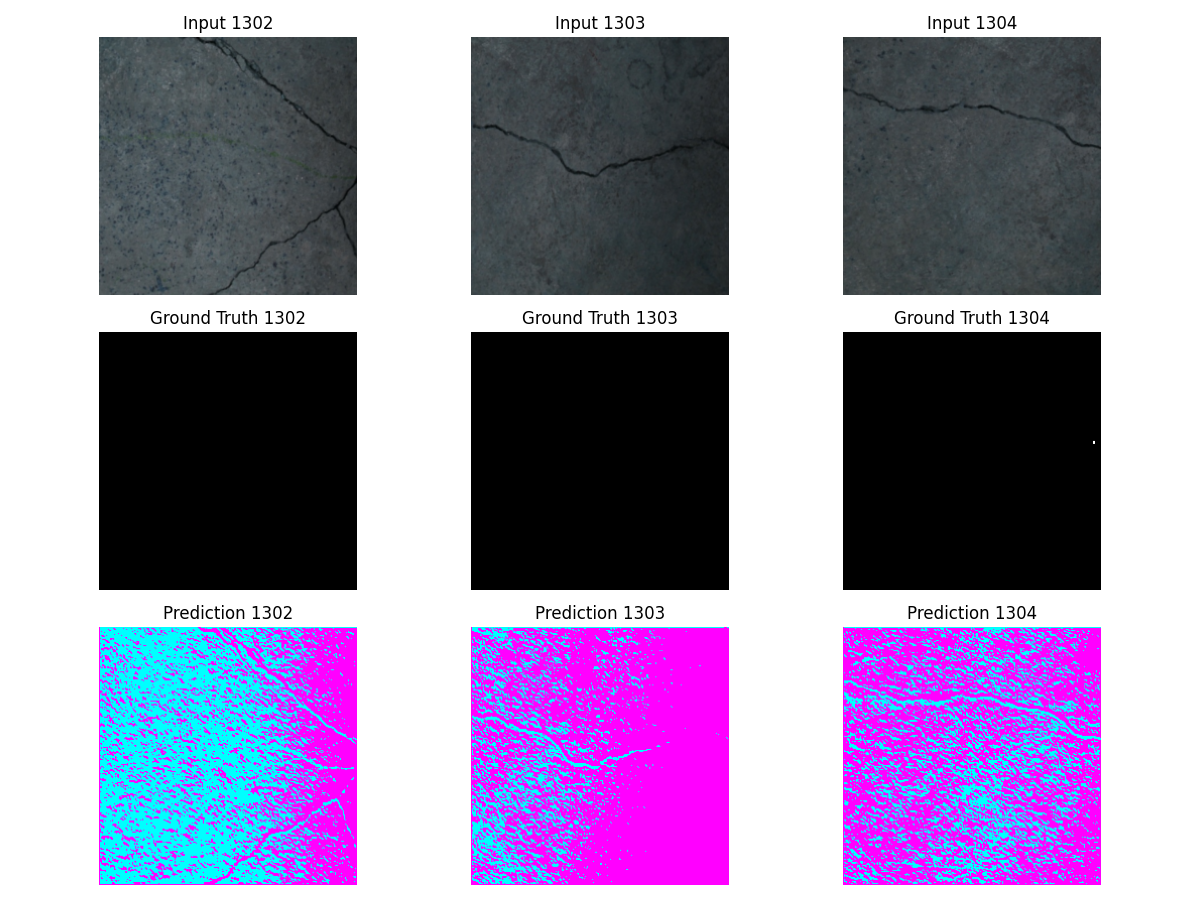 Input 1302
Input 1303
Input 1304
Ground Truth 1302
Ground Truth 1303
Ground Truth 1304
Prediction 1302
Prediction 1303
Prediction 1304